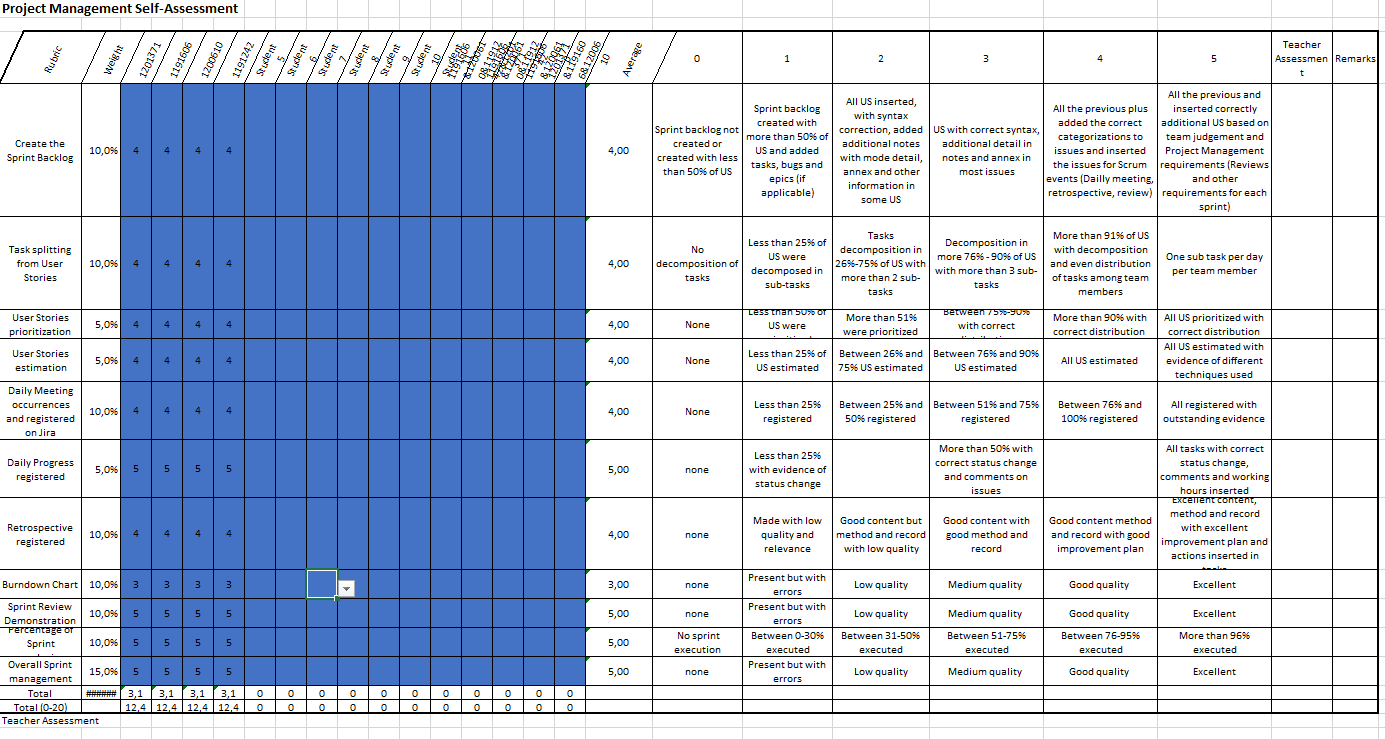 Project Management Self-Assessment
Rubric Weight 1201371 1191606 1200610 1191242 Student 5 Student 6 Student 7 Student 8 Student 9 Student 10 Student Average 0 1 2 3 4 5 Teacher Assessmen t Remarks
Create the Sprint Backlog 10,0% 4 4 4 4 4,00 Sprint backlog not created or created with less than 50% of US Sprint backlog created with more than 50% of US and added tasks, bugs and epics (if applicable) All US inserted, with syntax correction, added additional notes with mode detail, annex and other information in some US US with correct syntax, additional detail in notes and annex in most issues All the previous plus added the correct categorizations to issues and inserted the issues for Scrum events (Dailly meeting, retrospective, review) All the previous and inserted correctly additional US based on team judgement and Project Management requirements (Reviews and other requirements for each sprint)
Task splitting from User Stories 10,0% 4 4 4 4 4,00 No decomposition of tasks Less than 25% of US were decomposed in sub-tasks Tasks decomposition in 26%-75% of US with more than 2 sub-tasks Decomposition in more 76% - 90% of US with more than 3 sub-tasks More than 91% of US with decomposition and even distribution of tasks among team members One sub task per day per team member
User Stories prioritization 5,0% 4 4 4 4 4,00 None Less than 50% of US were More than 51% were prioritized Between 75%-90% with correct More than 90% with correct distribution All US prioritized with correct distribution
User Stories estimation 5,0% 4 4 4 4 4,00 None Less than 25% of US estimated Between 26% and 75% US estimated Between 76% and 90% US estimated All US estimated All US estimated with evidence of different techniques used
Daily Meeting occurrences and registered on Jira 10,0% 4 4 4 4 4,00 None Less than 25% registered Between 25% and 50% registered Between 51% and 75% registered Between 76% and 100% registered All registered with outstanding evidence
Daily Progress registered 5,0% 5 5 5 5 5,00 none Less than 25% with evidence of status change More than 50% with correct status change and comments on issues All tasks with correct status change, comments and working hours inserted
Retrospective registered 10,0% 4 4 4 4 4,00 none Made with low quality and relevance Good content but method and record with low quality Good content with good method and record Good content method and record with good improvement plan Excellent content, method and record with excellent improvement plan and actions inserted in
Burndown Chart 10,0% 3 3 3 3 3,00 none Present but with errors Low quality Medium quality Good quality Excellent
Sprint Review Demonstration 10,0% 5 5 5 5 5,00 none Present but with errors Low quality Medium quality Good quality Excellent
Percentage of Sprint 10,0% 5 5 5 5 5,00 No sprint execution Between 0-30% executed Between 31-50% executed Between 51-75% executed Between 76-95% executed More than 96% executed
Overall Sprint management 15,0% 5 5 5 5 5,00 none Present but with errors Low quality Medium quality Good quality Excellent
Total ###### 3,1 3,1 3,1 3,1 0 0 0 0 0 0 0 0 0 0 0
Total (0-20) 12,4 12,4 12,4 12,4 0 0 0 0 0 0 0 0 0 0 0
Teacher Assessment